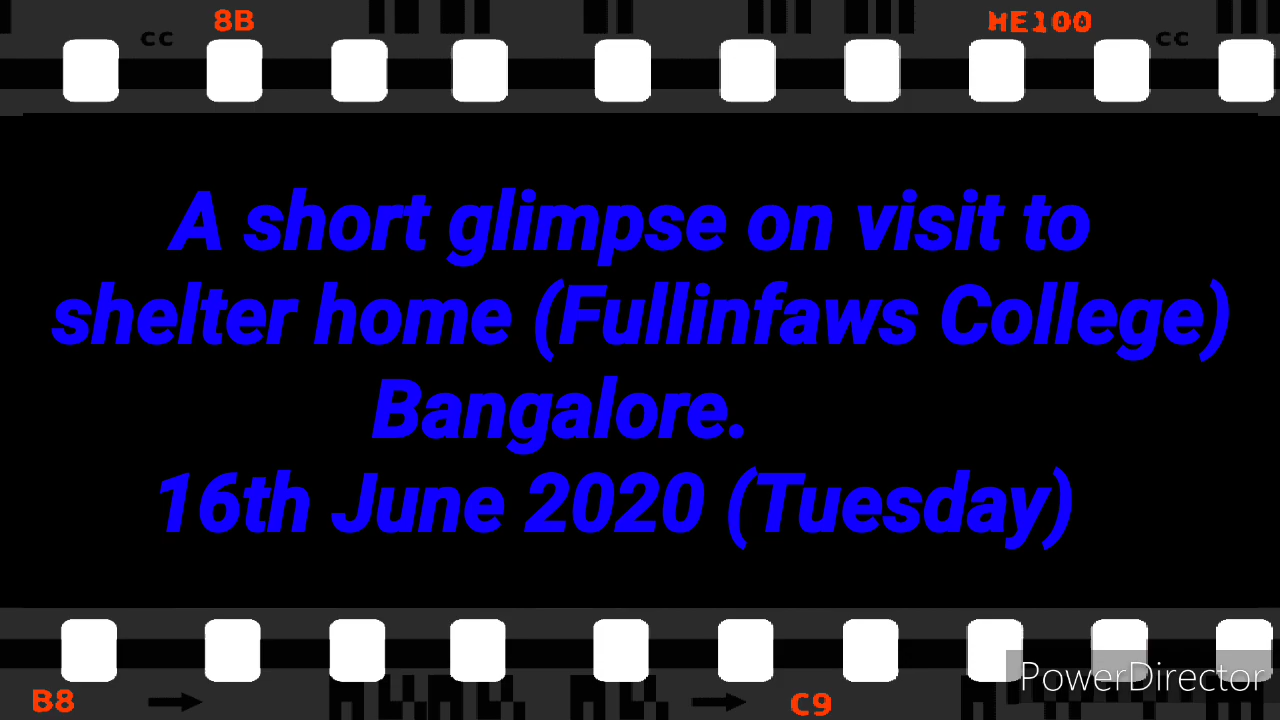 8B HE100
cc cc
A short glimpse on visit to
shelter home (Fullinfaws College)
Bangalore.
16th June 2020 (Tuesday)
PowerDirector
B8 C9